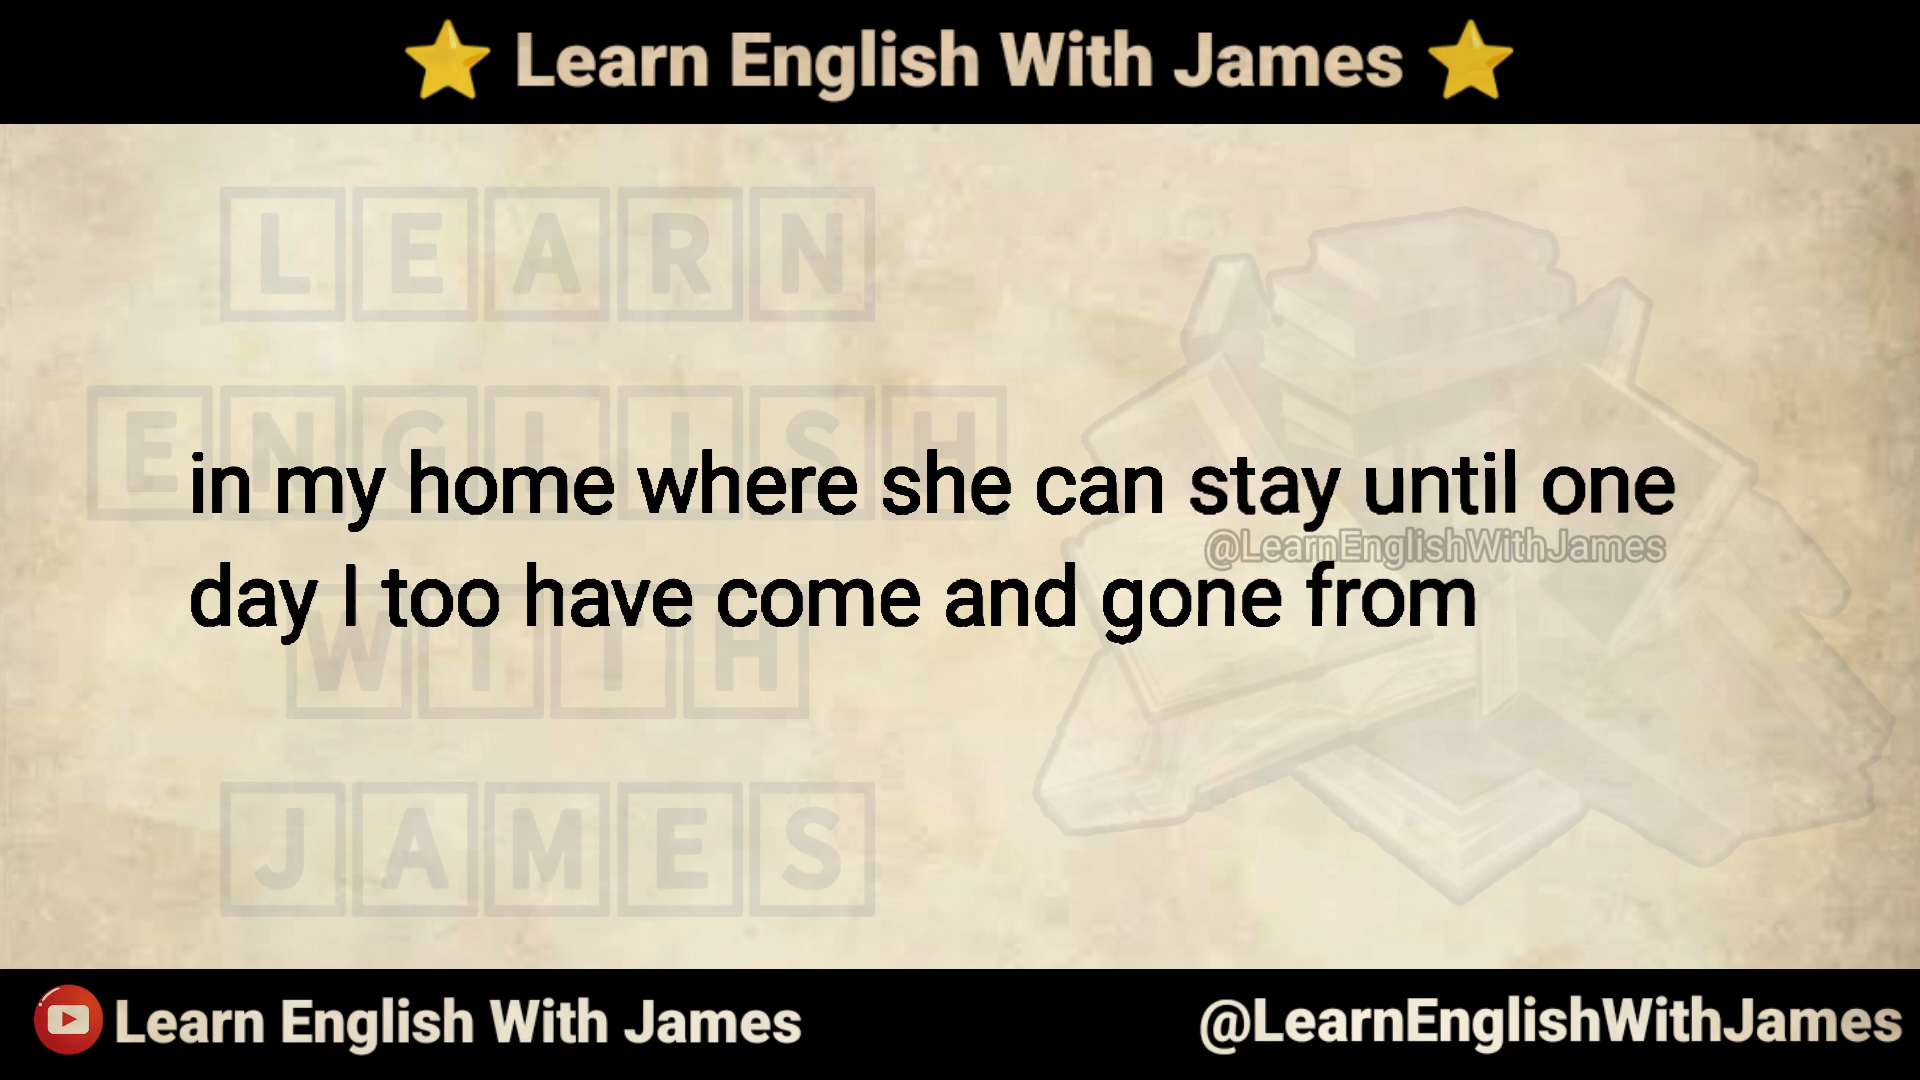 Learn English With James
LEARN
ENGLISH
in my home where she can stay until one
@LearnEnglishWithJames
day I too have come and gone from
WITH
JAMES
Learn English With James
@LearnEnglishWithJames